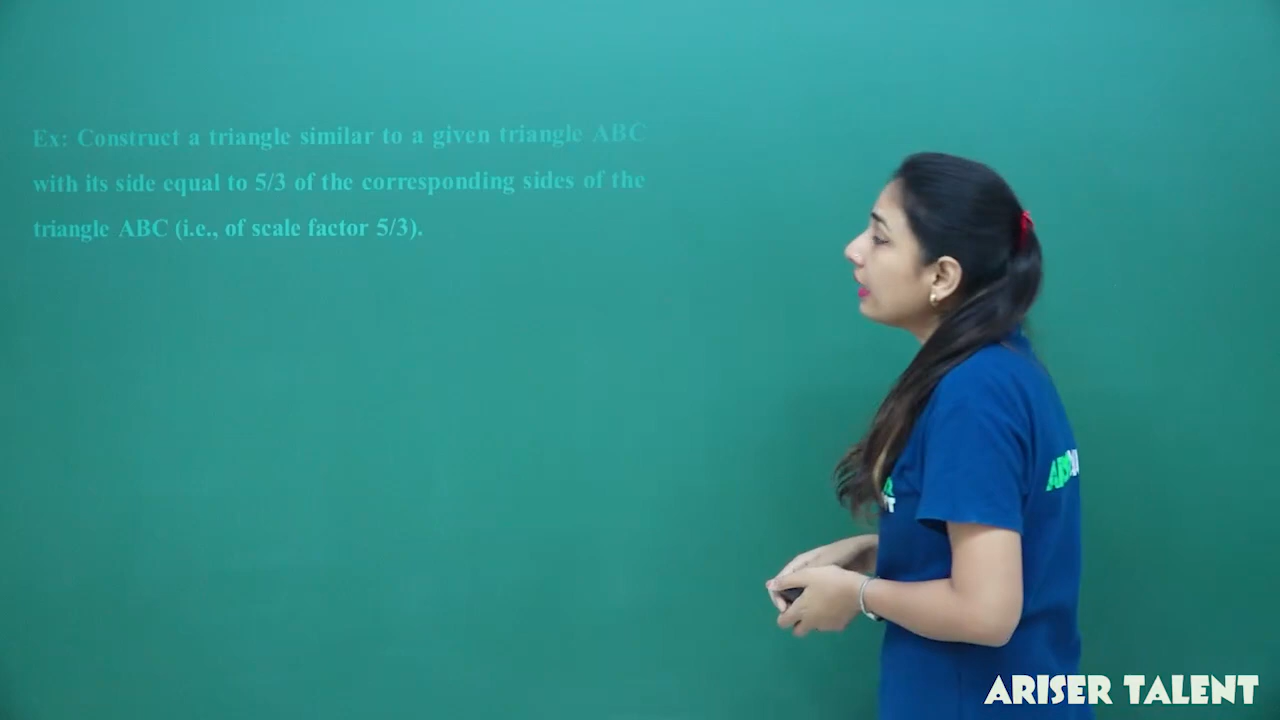 Ex: Construct a triangle similar to a given triangle ABC
with its side equal to 5/3 of the corresponding sides of the
triangle ABC (i.e., of scale factor 5/3).
ARISER TALENT